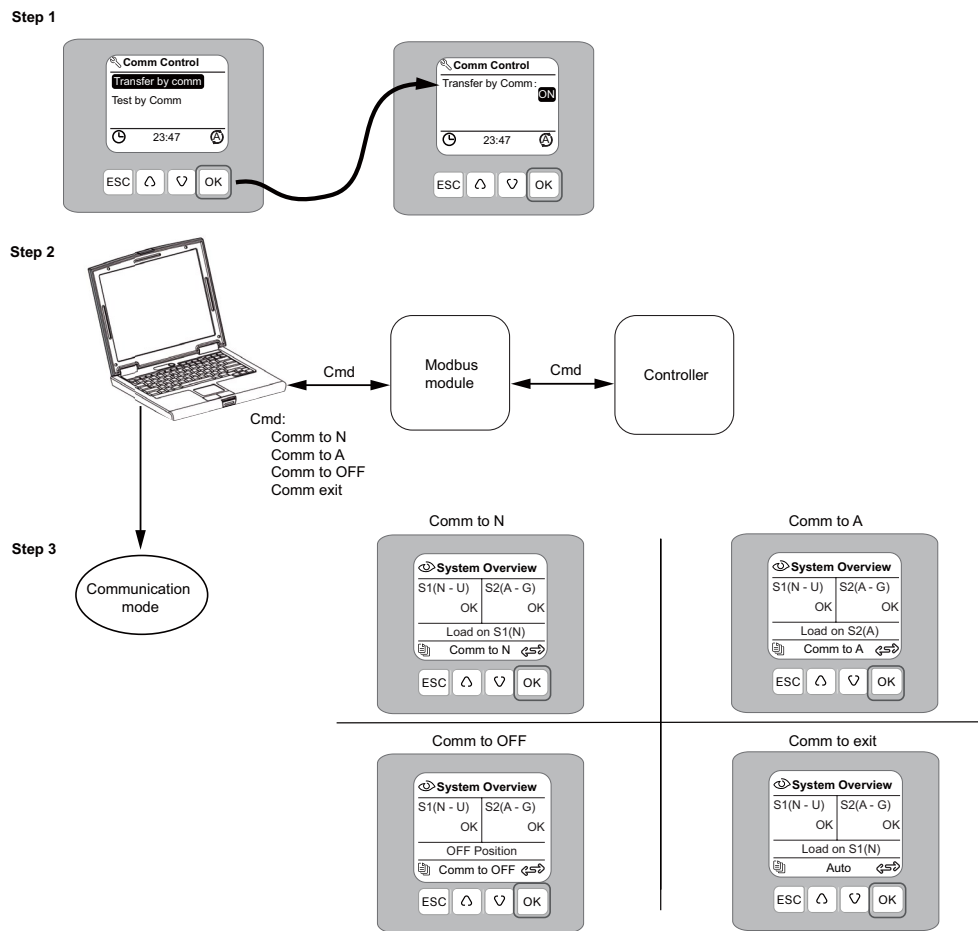 Step 1
Comm Control
Transfer by comm
Test by Comm
23:47
A
ESC
OK
Comm Control
Transfer by Comm:
ON
23:47
A
ESC
OK
Step 2
Cmd
Modbus
module
Cmd
Controller
Cmd:
Comm to N
Comm to A
Comm to OFF
Comm exit
Step 3
Communication
mode
Comm to N
System Overview
S1(N - U) S2(A - G)
OK OK
Load on S1(N)
Comm to N
ESC
OK
Comm to A
System Overview
S1(N - U) S2(A - G)
OK OK
Load on S2(A)
Comm to A
ESC
OK
Comm to OFF
System Overview
S1(N - U) S2(A - G)
OK OK
OFF Position
Comm to OFF
ESC
OK
Comm to exit
System Overview
S1(N - U) S2(A - G)
OK OK
Load on S1(N)
Auto
ESC
OK